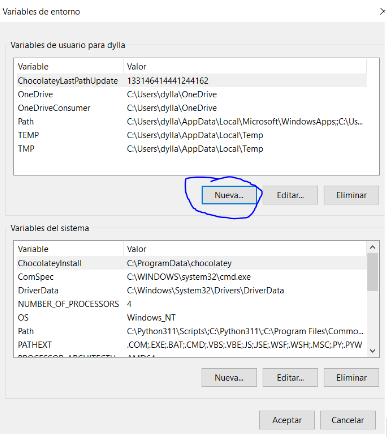 Variables de entorno
Variables de usuario para dylla
Variable Valor
ChocolateyLastPathUpdate 133146414441244162
OneDrive C:\Users\dylla\OneDrive
OneDriveConsumer C:\Users\dylla\OneDrive
Path C:\Users\dylla\AppData\Local\Microsoft\WindowsApps;;C:\Us...
TEMP C:\Users\dylla\AppData\Local\Temp
TMP C:\Users\dylla\AppData\Local\Temp
Nueva... Editar... Eliminar
Variables del sistema
Variable Valor
ChocolateyInstall C:\ProgramData\chocolatey
ComSpec C:\WINDOWS\system32\cmd.exe
DriverData C:\Windows\System32\Drivers\DriverData
NUMBER_OF_PROCESSORS 4
OS Windows_NT
Path C:\Python311\Scripts\;C:\Python311\;C:\Program Files\Commo...
PATHEXT .COM;.EXE;.BAT;.CMD;.VBS;.VBE;.JS;.JSE;.WSF;.WSH;.MSC;.PY;.PYW
PROCESSOR_ARCHITECTU AMD64
Nueva... Editar... Eliminar
Aceptar Cancelar